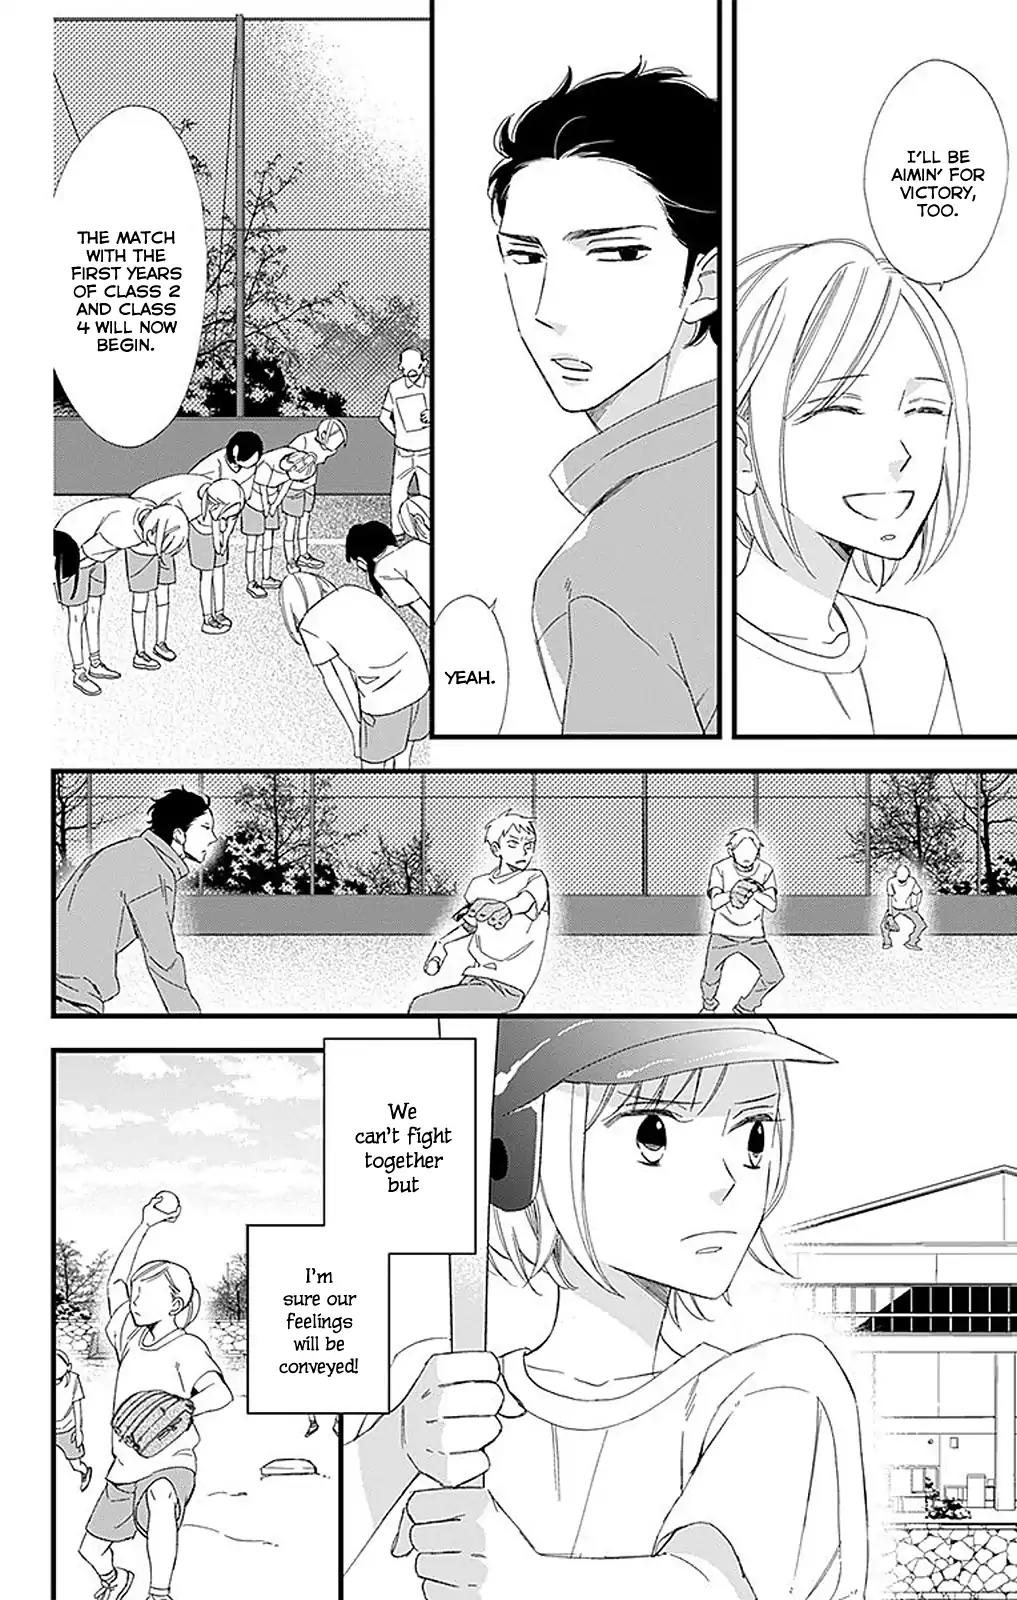 I'LL BE
AIMIN' FOR
VICTORY,
TOO.
YEAH.
THE MATCH
WITH THE
FIRST YEARS
OF CLASS 2
AND CLASS
4 WILL NOW
BEGIN.
We
can't fight
together
but
I'm
sure our
feelings
will be
conveyed!